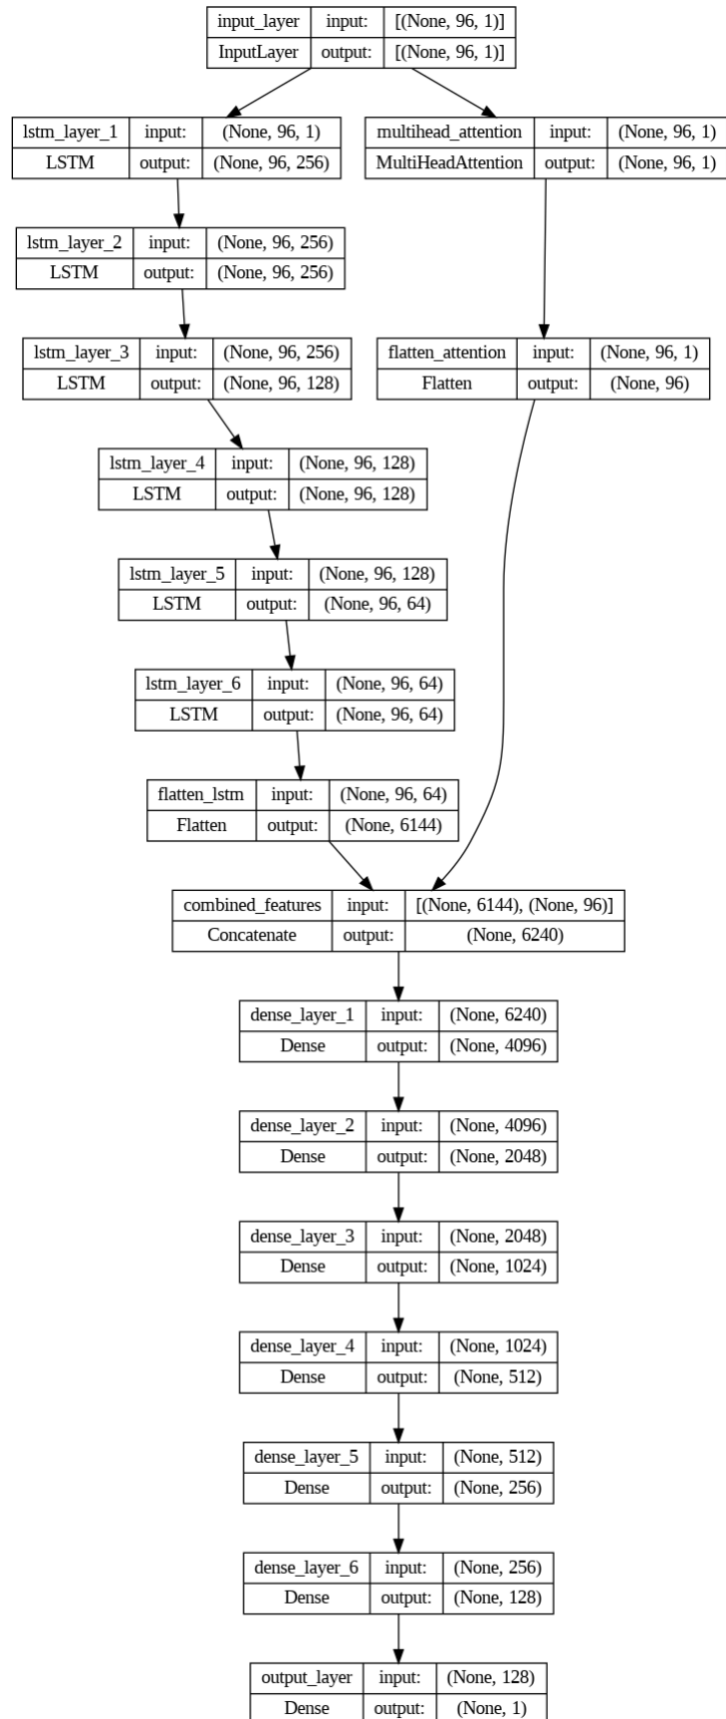 input_layer input: [(None, 96, 1)]
InputLayer output: [(None, 96, 1)]
lstm_layer_1 input: (None, 96, 1)
LSTM output: (None, 96, 256)
multihead_attention input: (None, 96, 1)
MultiHeadAttention output: (None, 96, 1)
lstm_layer_2 input: (None, 96, 256)
LSTM output: (None, 96, 256)
lstm_layer_3 input: (None, 96, 256)
LSTM output: (None, 96, 128)
flatten_attention input: (None, 96, 1)
Flatten output: (None, 96)
lstm_layer_4 input: (None, 96, 128)
LSTM output: (None, 96, 128)
lstm_layer_5 input: (None, 96, 128)
LSTM output: (None, 96, 64)
lstm_layer_6 input: (None, 96, 64)
LSTM output: (None, 96, 64)
flatten_lstm input: (None, 96, 64)
Flatten output: (None, 6144)
combined_features input: [(None, 6144), (None, 96)]
Concatenate output: (None, 6240)
dense_layer_1 input: (None, 6240)
Dense output: (None, 4096)
dense_layer_2 input: (None, 4096)
Dense output: (None, 2048)
dense_layer_3 input: (None, 2048)
Dense output: (None, 1024)
dense_layer_4 input: (None, 1024)
Dense output: (None, 512)
dense_layer_5 input: (None, 512)
Dense output: (None, 256)
dense_layer_6 input: (None, 256)
Dense output: (None, 128)
output_layer input: (None, 128)
Dense output: (None, 1)